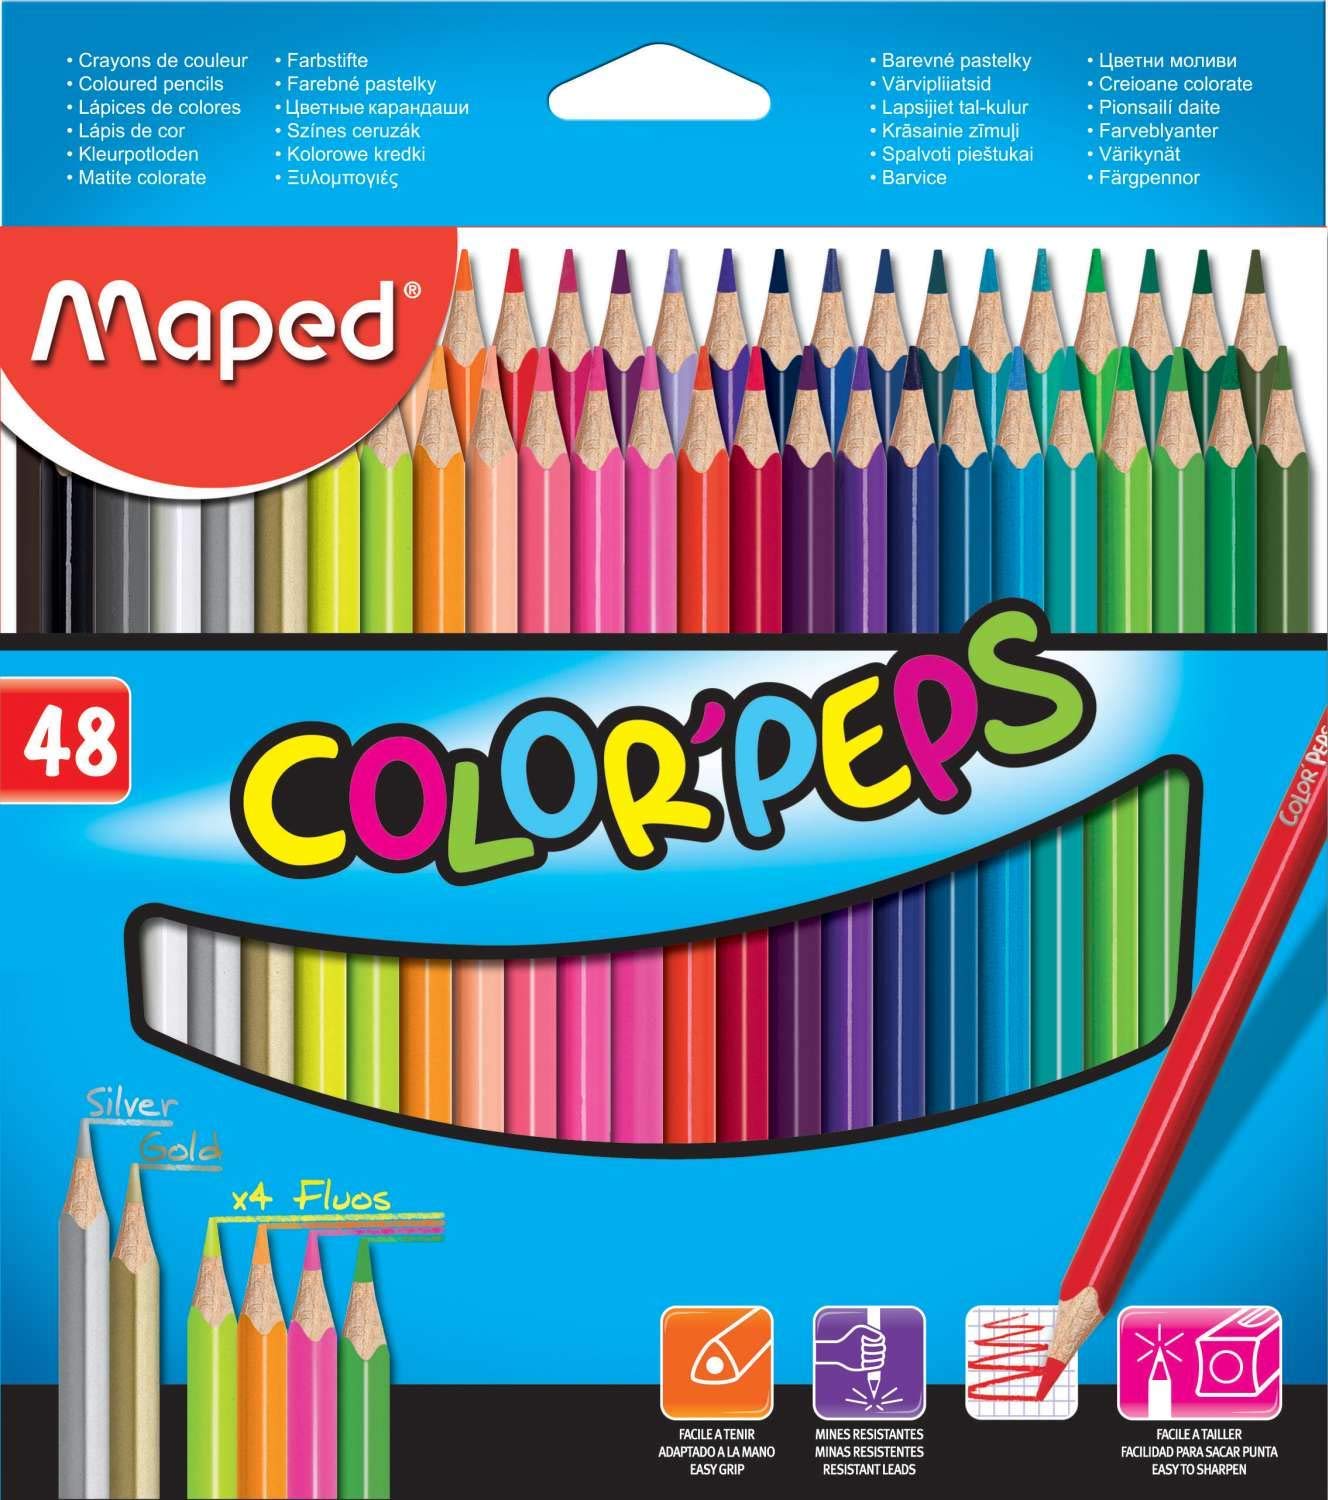 • Crayons de couleur
• Coloured pencils
• Lápices de colores
• Lápis de cor
• Kleurpotloden
• Matite colorate
• Farbstifte
• Farebné pastelky
• Цветные карандаши
• Színes ceruzák
• Kolorowe kredki
• Ξυλομπογιές
• Barevné pastelky
• Värvipliiatsid
• Lapsijiet tal-kulur
• Krāsainie zīmuļi
• Spalvoti pieštukai
• Barvice
• Цветни моливи
• Creioane colorate
• Pionsailí daite
• Farveblyanter
• Värikynät
• Färgpennor
Maped®
48
COLOR'PEPS
COLOR'PEPS
Silver
Gold
x4 Fluos
FACILE A TENIR
ADAPTADO A LA MANO
EASY GRIP
MINES RESISTANTES
MINAS RESISTENTES
RESISTANT LEADS
FACILE A TAILLER
FACILIDAD PARA SACAR PUNTA
EASY TO SHARPEN